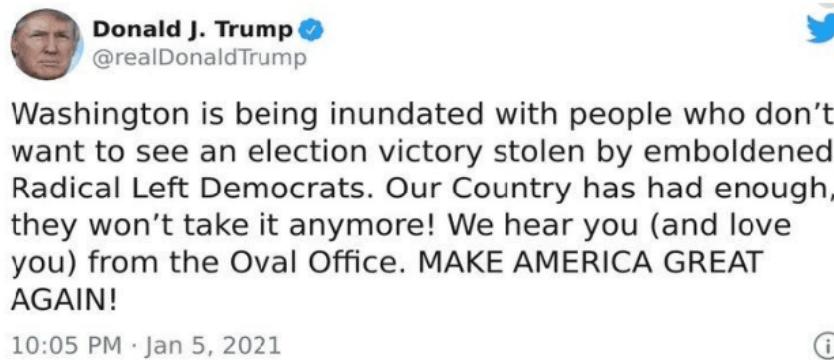 Donald J. Trump
@realDonaldTrump
Washington is being inundated with people who don’t
want to see an election victory stolen by emboldened
Radical Left Democrats. Our Country has had enough,
they won’t take it anymore! We hear you (and love
you) from the Oval Office. MAKE AMERICA GREAT
AGAIN!
10:05 PM · Jan 5, 2021